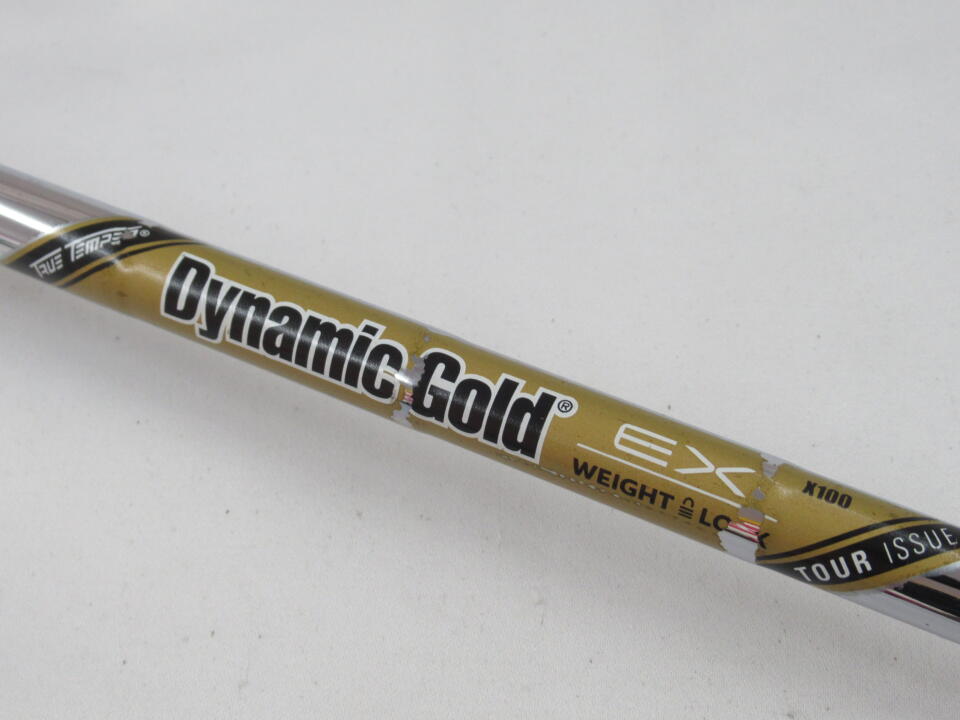 TRUE TEMPER®
Dynamic Gold®
EX
WEIGHT LOCK
X100
TOUR ISSUE